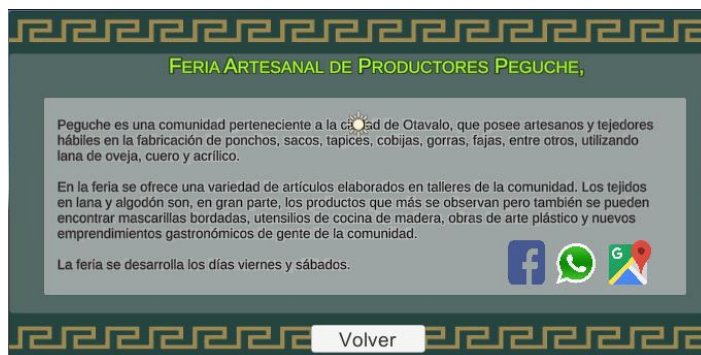 FERIA ARTESANAL DE PRODUCTORES PEGUCHE,
Peguche es una comunidad perteneciente a la ciudad de Otavalo, que posee artesanos y tejedores
hábiles en la fabricación de ponchos, sacos, tapices, cobijas, gorras, fajas, entre otros, utilizando
lana de oveja, cuero y acrílico.
En la feria se ofrece una variedad de artículos elaborados en talleres de la comunidad. Los tejidos
en lana y algodón son, en gran parte, los productos que más se observan pero también se pueden
encontrar mascarillas bordadas, utensilios de cocina de madera, obras de arte plástico y nuevos
emprendimientos gastronómicos de gente de la comunidad.
La feria se desarrolla los días viernes y sábados.
G
Volver